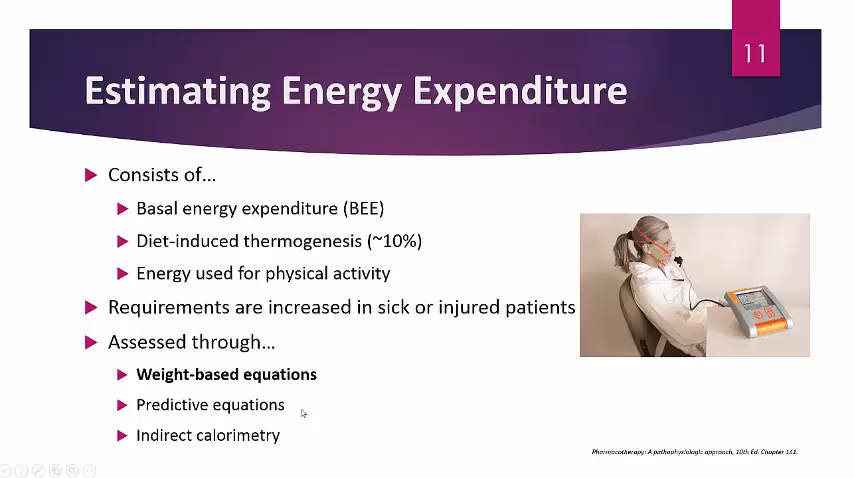 11
Estimating Energy Expenditure
Consists of...
Basal energy expenditure (BEE)
Diet-induced thermogenesis (~10%)
Energy used for physical activity
Requirements are increased in sick or injured patients
Assessed through...
Weight-based equations
Predictive equations
Indirect calorimetry
Pharmacotherapy: A pathophysiologic approach, 10th Ed. Chapter 141.